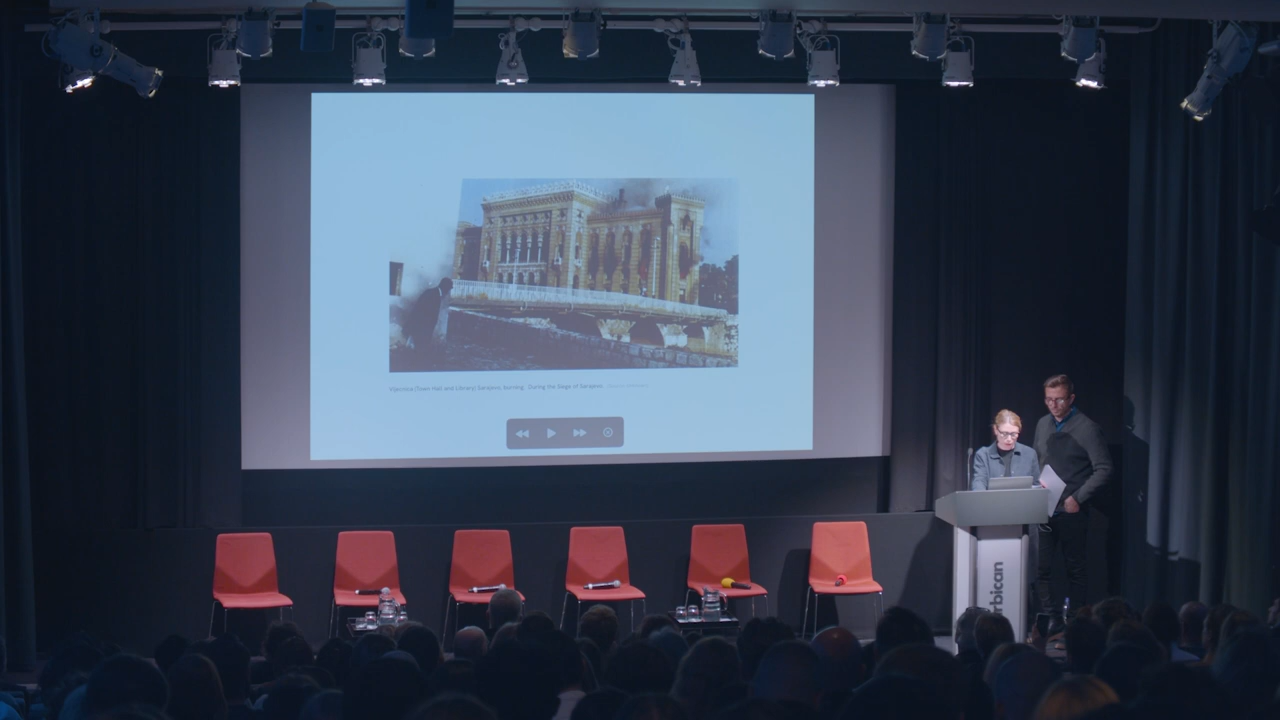 Vijecnica (Town Hall and Library) Sarajevo, burning. During the Siege of Sarajevo.
rbican